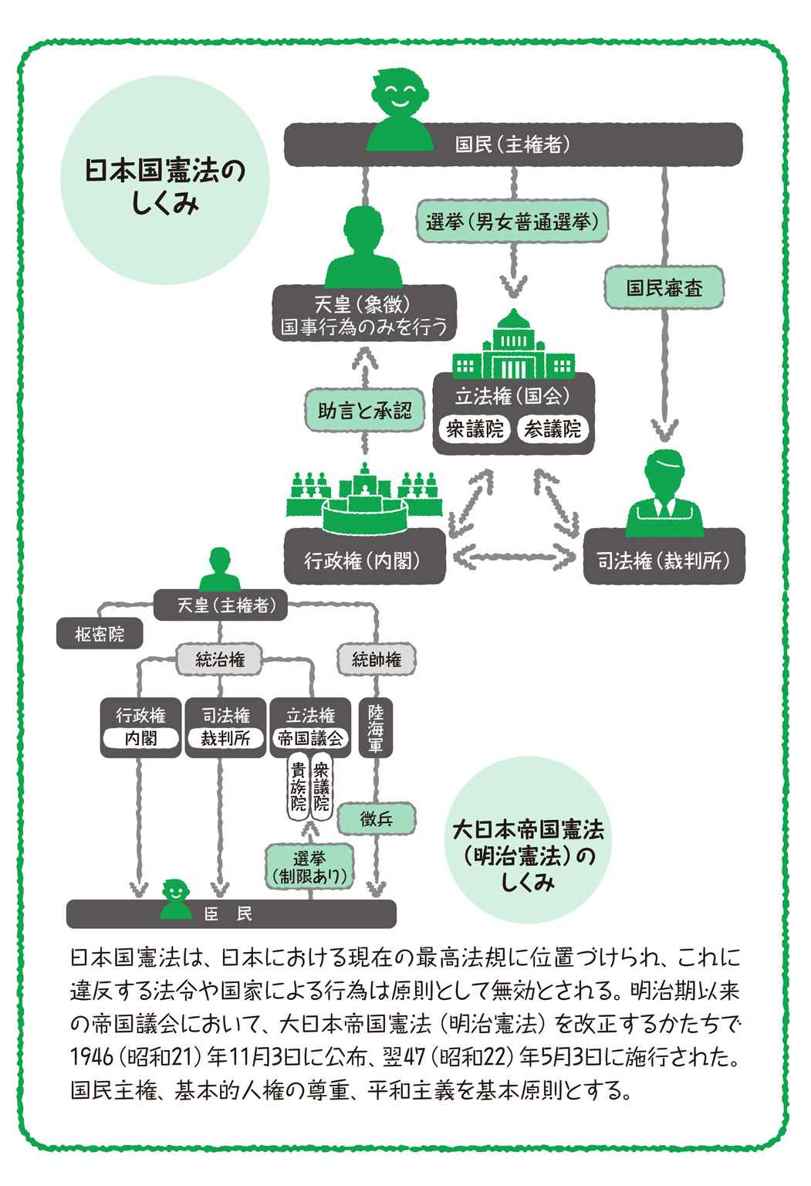 日本国憲法の
しくみ
国民（主権者）
選挙（男女普通選挙）
国民審査
天皇（象徴）
国事行為のみを行う
助言と承認
立法権（国会）
衆議院 参議院
行政権（内閣）
司法権（裁判所）
天皇（主権者）
枢密院
統治権
統帥権
行政権
内閣
司法権
裁判所
立法権
帝国議会
貴族院
衆議院
陸海軍
徴兵
選挙
（制限あり）
臣 民
大日本帝国憲法
（明治憲法）の
しくみ
日本国憲法は、日本における現在の最高法規に位置づけられ、これに
違反する法令や国家による行為は原則として無効とされる。明治期以来
の帝国議会において、大日本帝国憲法（明治憲法）を改正するかたちで
1946（昭和21）年11月3日に公布、翌47（昭和22）年5月3日に施行された。
国民主権、基本的人権の尊重、平和主義を基本原則とする。